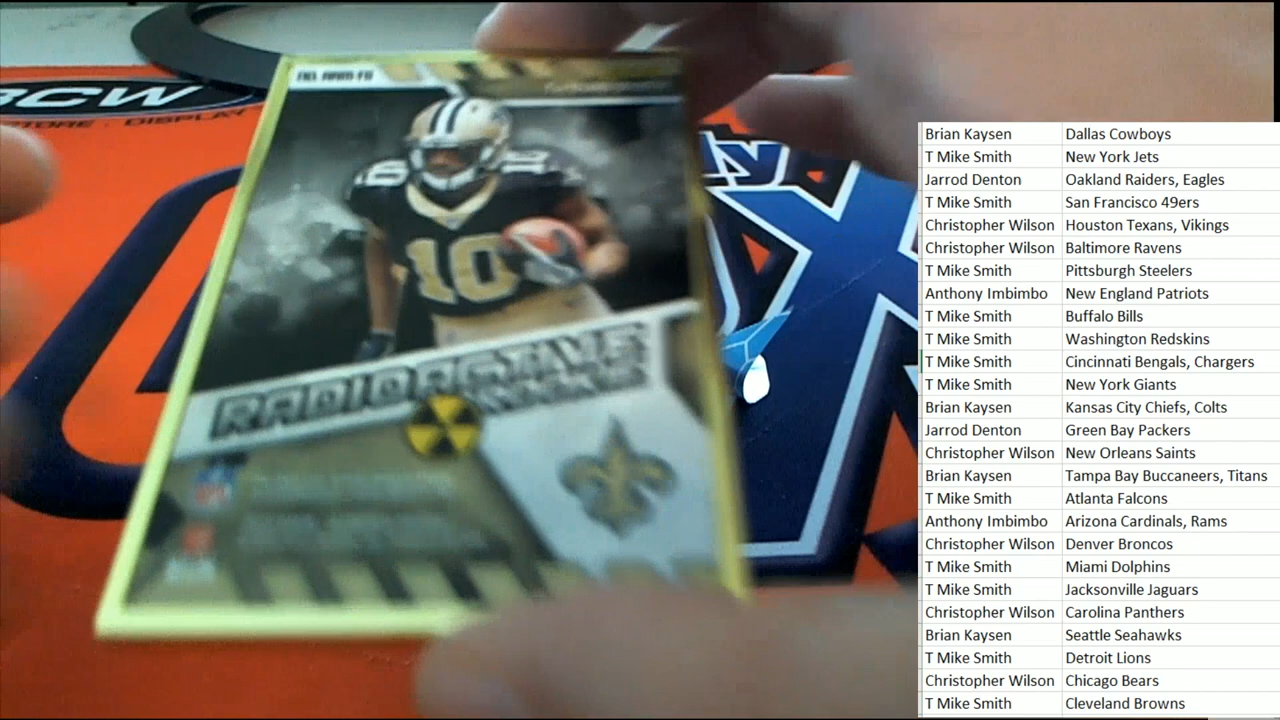 BCW
STORE · DISPLAY
10
10
10
RADIOACTIVE
NFL
Brian Kaysen Dallas Cowboys
T Mike Smith New York Jets
Jarrod Denton Oakland Raiders, Eagles
T Mike Smith San Francisco 49ers
Christopher Wilson Houston Texans, Vikings
Christopher Wilson Baltimore Ravens
T Mike Smith Pittsburgh Steelers
Anthony Imbimbo New England Patriots
T Mike Smith Buffalo Bills
T Mike Smith Washington Redskins
T Mike Smith Cincinnati Bengals, Chargers
T Mike Smith New York Giants
Brian Kaysen Kansas City Chiefs, Colts
Jarrod Denton Green Bay Packers
Christopher Wilson New Orleans Saints
Brian Kaysen Tampa Bay Buccaneers, Titans
T Mike Smith Atlanta Falcons
Anthony Imbimbo Arizona Cardinals, Rams
Christopher Wilson Denver Broncos
T Mike Smith Miami Dolphins
T Mike Smith Jacksonville Jaguars
Christopher Wilson Carolina Panthers
Brian Kaysen Seattle Seahawks
T Mike Smith Detroit Lions
Christopher Wilson Chicago Bears
T Mike Smith Cleveland Browns